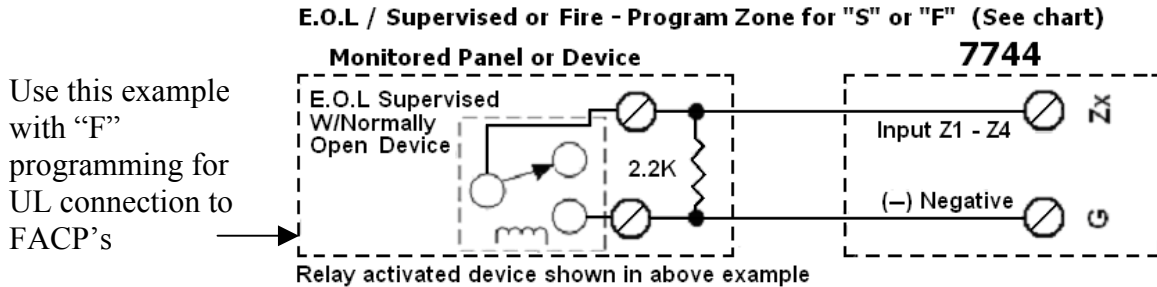 E.O.L / Supervised or Fire - Program Zone for "S" or "F" (See chart)
Monitored Panel or Device
7744
Use this example
with “F”
programming for
UL connection to
FACP's
E.O.L Supervised
W/Normally
Open Device
2.2K
Input Z1 - Z4
Zx
(−) Negative
G
Relay activated device shown in above example